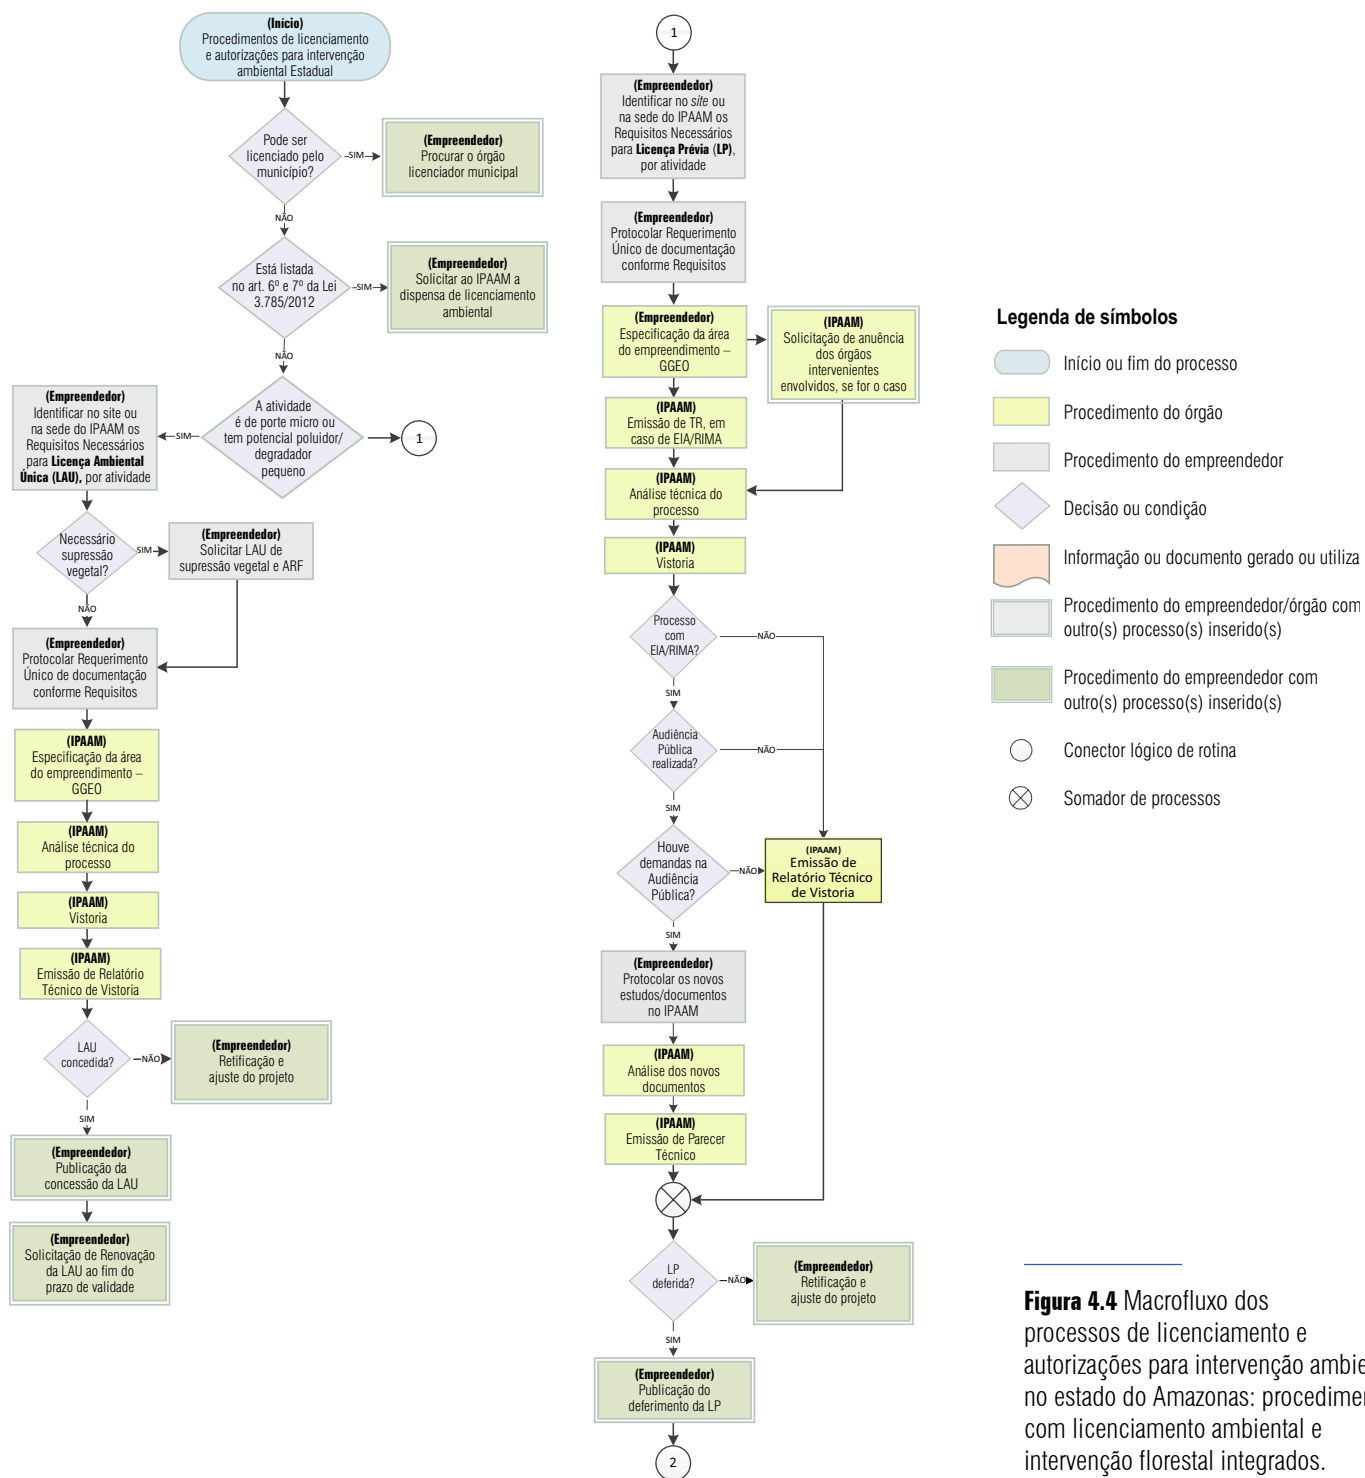 (Início)
Procedimentos de licenciamento
e autorizações para intervenção
ambiental Estadual
Pode ser
licenciado pelo
município?
SIM
(Empreendedor)
Procurar o órgão
licenciador municipal
NÃO
Está listada
no art. 6º e 7º da Lei
3.785/2012
SIM
(Empreendedor)
Solicitar ao IPAAM a
dispensa de licenciamento
ambiental
NÃO
A atividade
é de porte micro ou
tem potencial poluidor/
degradador
pequeno
1
SIM
(Empreendedor)
Identificar no site ou
na sede do IPAAM os
Requisitos Necessários
para Licença Ambiental
Única (LAU), por atividade
Necessário
supressão
vegetal?
SIM
(Empreendedor)
Solicitar LAU de
supressão vegetal e ARF
NÃO
(Empreendedor)
Protocolar Requerimento
Único de documentação
conforme Requisitos
(IPAAM)
Especificação da área
do empreendimento –
GGEO
(IPAAM)
Análise técnica do
processo
(IPAAM)
Vistoria
(IPAAM)
Emissão de Relatório
Técnico de Vistoria
LAU
concedida?
NÃO
(Empreendedor)
Retificação e
ajuste do projeto
SIM
(Empreendedor)
Publicação da
concessão da LAU
(Empreendedor)
Solicitação de Renovação
da LAU ao fim do
prazo de validade
1
(Empreendedor)
Identificar no site ou
na sede do IPAAM os
Requisitos Necessários
para Licença Prévia (LP),
por atividade
(Empreendedor)
Protocolar Requerimento
Único de documentação
conforme Requisitos
(Empreendedor)
Especificação da área
do empreendimento –
GGEO
(IPAAM)
Solicitação de anuência
dos órgãos
intervenientes
envolvidos, se for o caso
(IPAAM)
Emissão de TR, em
caso de EIA/RIMA
(IPAAM)
Análise técnica do
processo
(IPAAM)
Vistoria
Processo
com
EIA/RIMA?
NÃO
SIM
Audiência
Pública
realizada?
NÃO
SIM
Houve
demandas na
Audiência
Pública?
NÃO
(IPAAM)
Emissão de
Relatório Técnico
de Vistoria
SIM
(Empreendedor)
Protocolar os novos
estudos/documentos
no IPAAM
(IPAAM)
Análise dos novos
documentos
(IPAAM)
Emissão de Parecer
Técnico
LP
deferida?
NÃO
(Empreendedor)
Retificação e
ajuste do projeto
SIM
(Empreendedor)
Publicação do
deferimento da LP
2
Legenda de símbolos
Início ou fim do processo
Procedimento do órgão
Procedimento do empreendedor
Decisão ou condição
Informação ou documento gerado ou utiliza
Procedimento do empreendedor/órgão com
outro(s) processo(s) inserido(s)
Procedimento do empreendedor com
outro(s) processo(s) inserido(s)
Conector lógico de rotina
Somador de processos
Figura 4.4 Macrofluxo dos
processos de licenciamento e
autorizações para intervenção ambie
no estado do Amazonas: procedimen
com licenciamento ambiental e
intervenção florestal integrados.